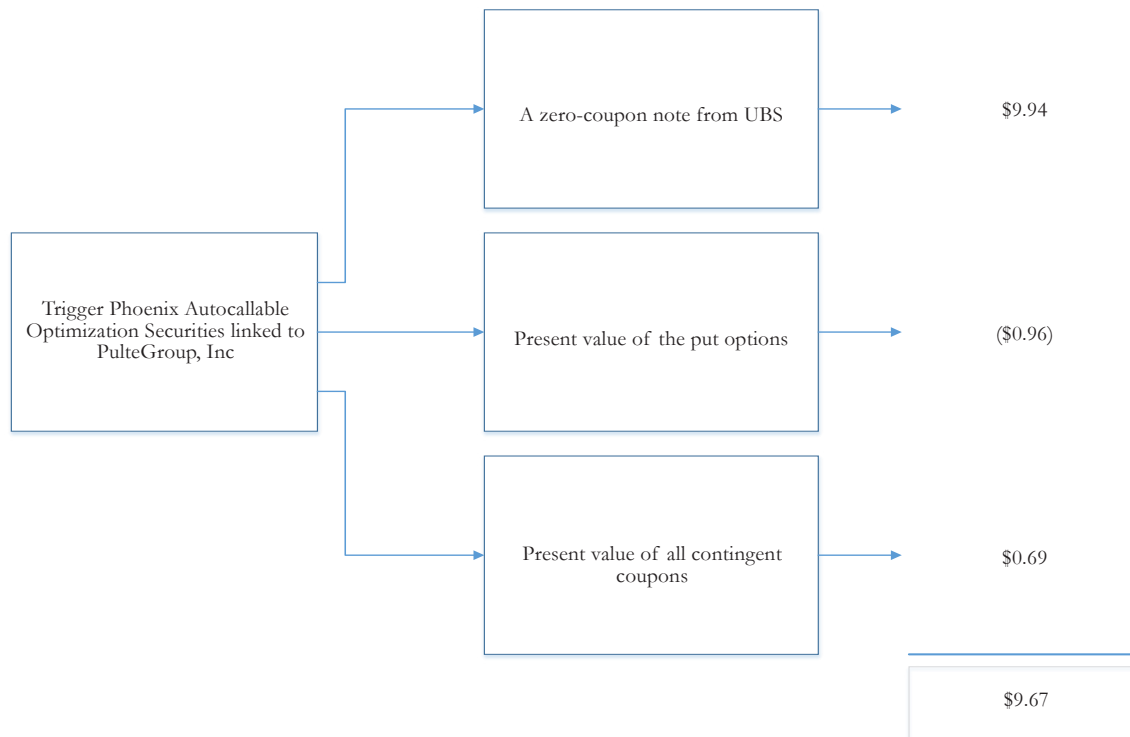 A zero-coupon note from UBS
$9.94
Trigger Phoenix Autocallable
Optimization Securities linked to
PulteGroup, Inc
Present value of the put options
($0.96)
Present value of all contingent
coupons
$0.69
$9.67